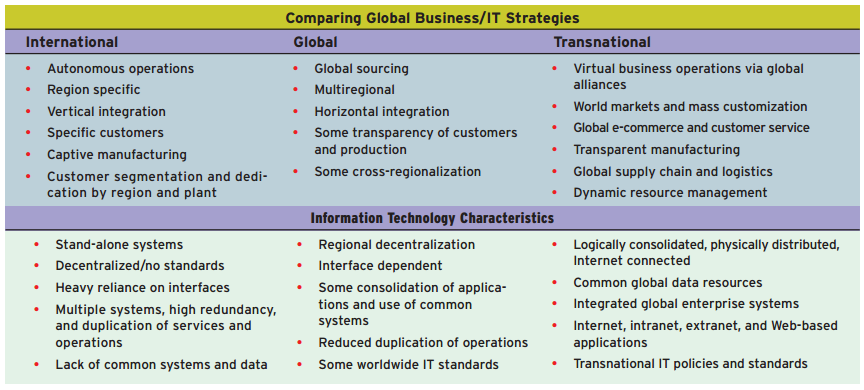 Comparing Global Business/IT Strategies
International Global Transnational
• Autonomous operations
• Region specific
• Vertical integration
• Specific customers
• Captive manufacturing
• Customer segmentation and dedi-
cation by region and plant
• Global sourcing
• Multiregional
• Horizontal integration
• Some transparency of customers
and production
• Some cross-regionalization
• Virtual business operations via global
alliances
• World markets and mass customization
• Global e-commerce and customer service
• Transparent manufacturing
• Global supply chain and logistics
• Dynamic resource management
Information Technology Characteristics
• Stand-alone systems
• Decentralized/no standards
• Heavy reliance on interfaces
• Multiple systems, high redundancy,
and duplication of services and
operations
• Lack of common systems and data
• Regional decentralization
• Interface dependent
• Some consolidation of applica-
tions and use of common
systems
• Reduced duplication of operations
• Some worldwide IT standards
• Logically consolidated, physically distributed,
Internet connected
• Common global data resources
• Integrated global enterprise systems
• Internet, intranet, extranet, and Web-based
applications
• Transnational IT policies and standards